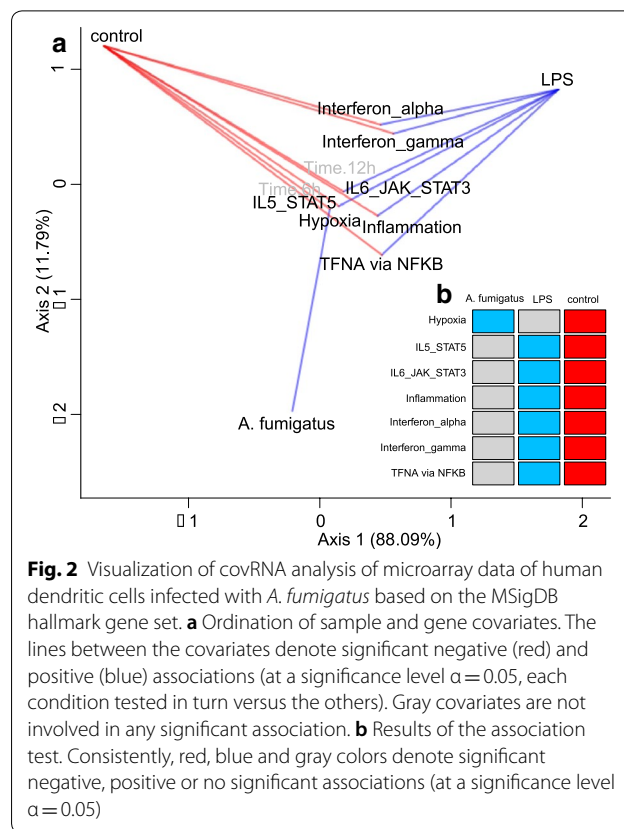 a
control
LPS
Interferon_alpha
Interferon_gamma
Time.12h
IL6_JAK_STAT3
IL5_STAT5
Hypoxia
Inflammation
TFNA via NFKB
A. fumigatus
1
0
1
2
Axis 2 (11.79%)
1
0
1
2
Axis 1 (88.09%)
b
A. fumigatus LPS control
Hypoxia
IL5_STAT5
IL6_JAK_STAT3
Inflammation
Interferon_alpha
Interferon_gamma
TFNA via NFKB
Fig. 2 Visualization of covRNA analysis of microarray data of human
dendritic cells infected with A. fumigatus based on the MSigDB
hallmark gene set. a Ordination of sample and gene covariates. The
lines between the covariates denote significant negative (red) and
positive (blue) associations (at a significance level α = 0.05, each
condition tested in turn versus the others). Gray covariates are not
involved in any significant association. b Results of the association
test. Consistently, red, blue and gray colors denote significant
negative, positive or no significant associations (at a significance level
α = 0.05)